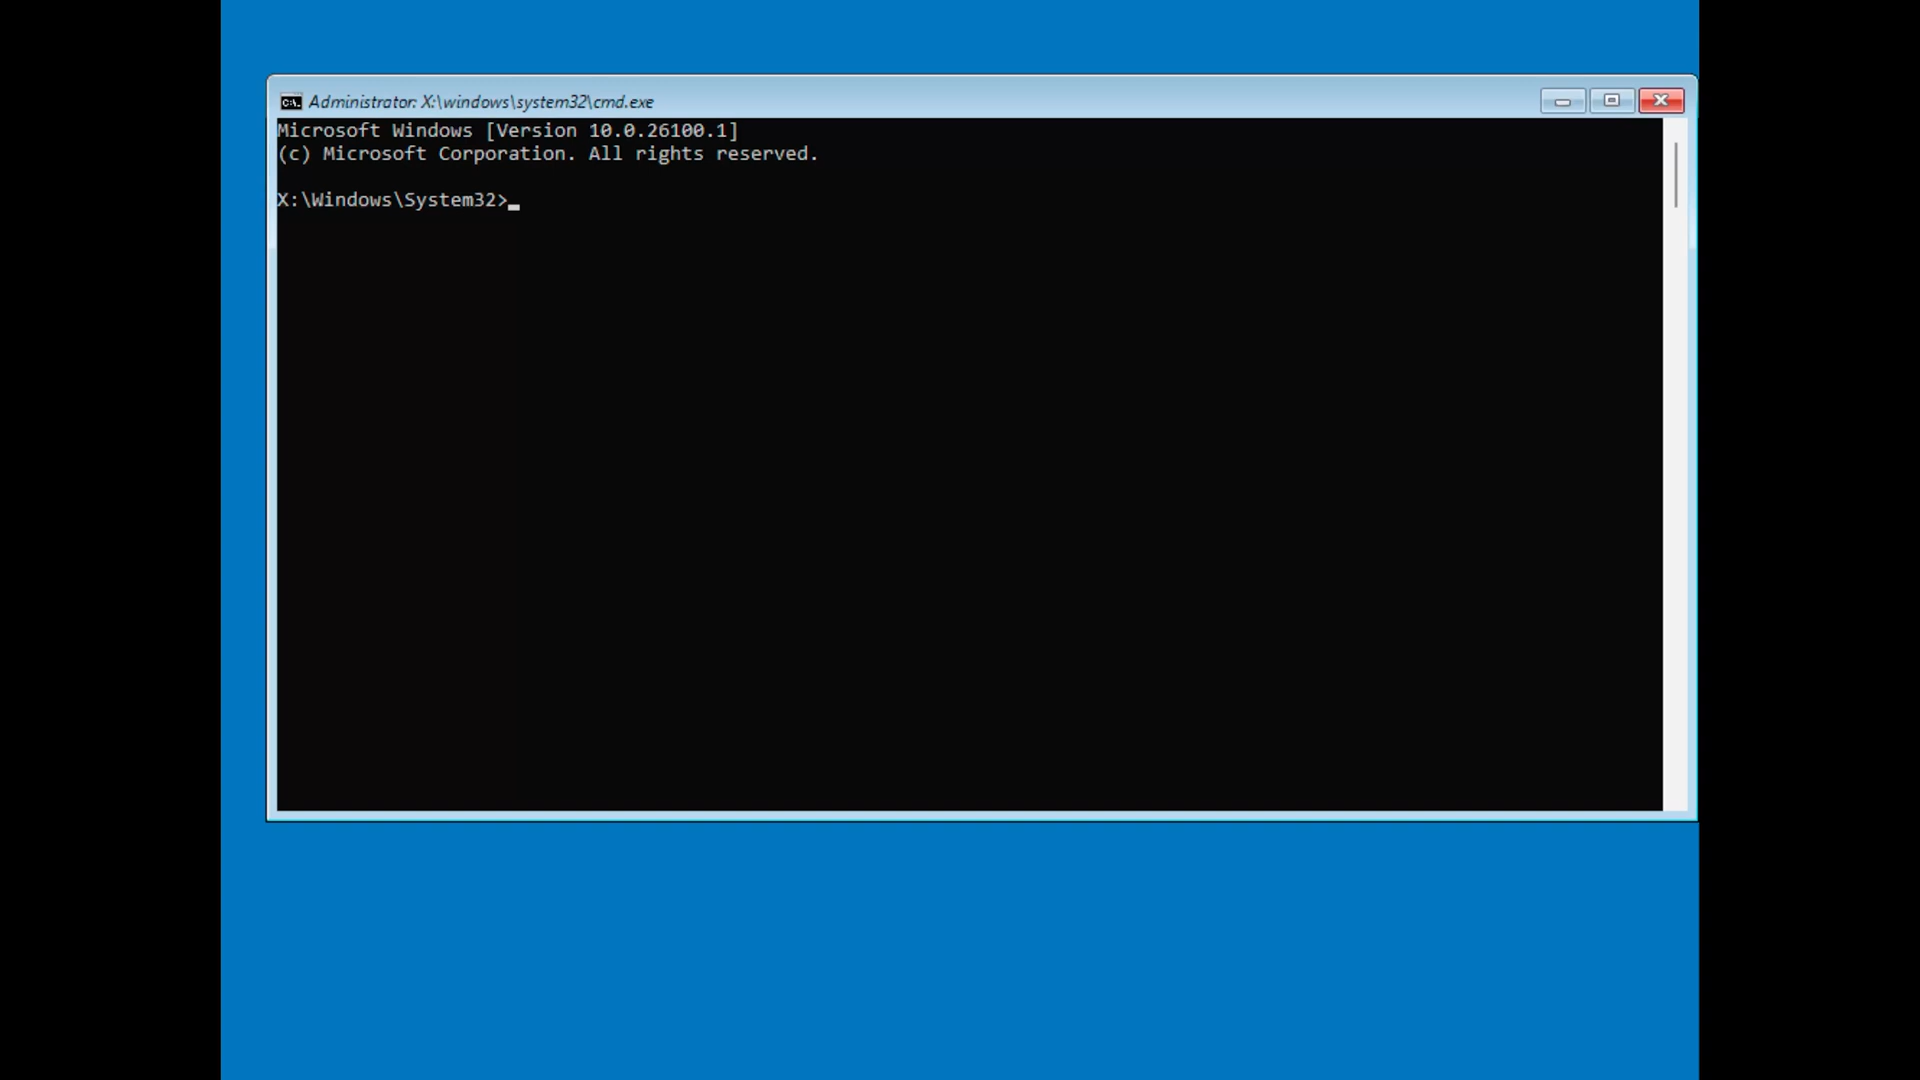 Administrator: X:\windows\system32\cmd.exe
Microsoft Windows [Version 10.0.26100.1]
(c) Microsoft Corporation. All rights reserved.
X:\Windows\System32>